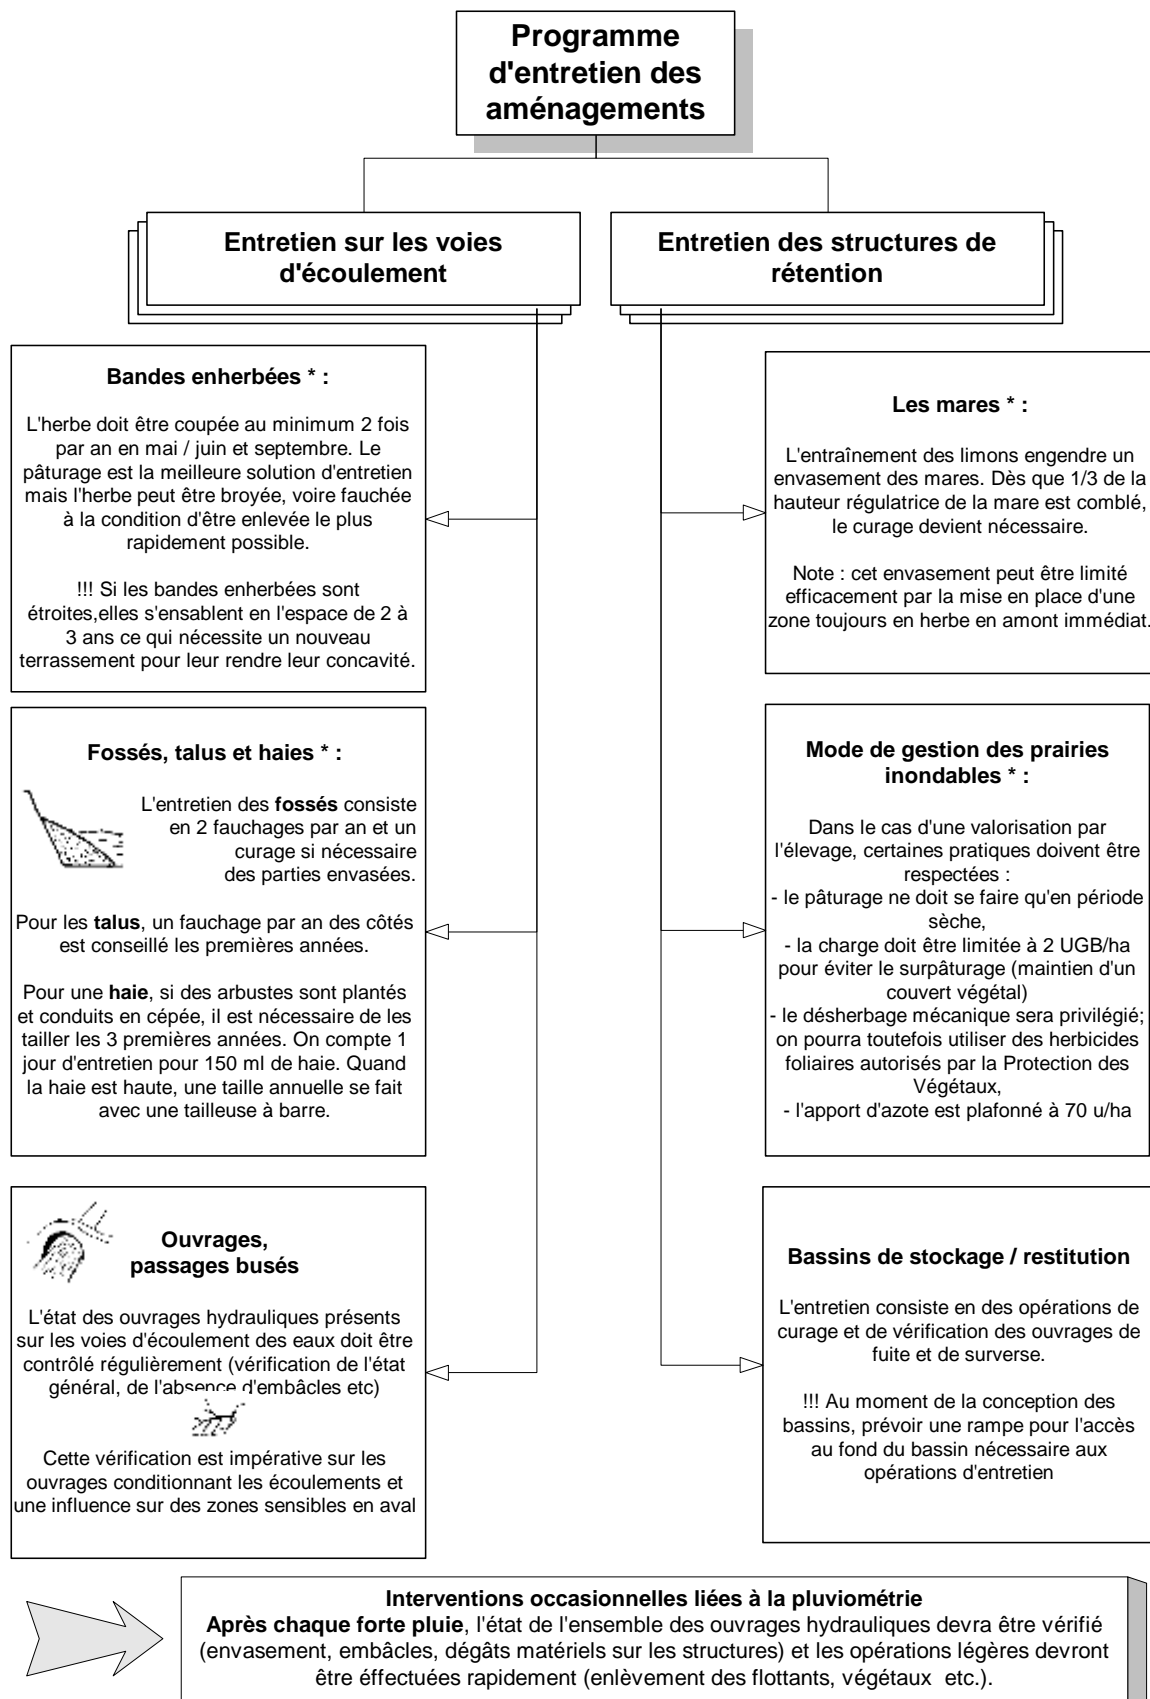 Programme
d'entretien des
aménagements
Entretien sur les voies
d'écoulement
Entretien des structures de
rétention
Bandes enherbées * :
L'herbe doit être coupée au minimum 2 fois
par an en mai / juin et septembre. Le
pâturage est la meilleure solution d'entretien
mais l'herbe peut être broyée, voire fauchée
à la condition d'être enlevée le plus
rapidement possible.
!!! Si les bandes enherbées sont
étroites,elles s'ensablent en l'espace de 2 à
3 ans ce qui nécessite un nouveau
terrassement pour leur rendre leur concavité.
Fossés, talus et haies * :
L'entretien des fossés consiste
en 2 fauchages par an et un
curage si nécessaire
des parties envasées.
Pour les talus, un fauchage par an des côtés
est conseillé les premières années.
Pour une haie, si des arbustes sont plantés
et conduits en cépée, il est nécessaire de les
tailler les 3 premières années. On compte 1
jour d'entretien pour 150 ml de haie. Quand
la haie est haute, une taille annuelle se fait
avec une tailleuse à barre.
Ouvrages,
passages busés
L'état des ouvrages hydrauliques présents
sur les voies d'écoulement des eaux doit être
contrôlé régulièrement (vérification de l'état
général, de l'absence d'embâcles etc)
Cette vérification est impérative sur les
ouvrages conditionnant les écoulements et
une influence sur des zones sensibles en aval
Les mares * :
L'entraînement des limons engendre un
envasement des mares. Dès que 1/3 de la
hauteur régulatrice de la mare est comblé,
le curage devient nécessaire.
Note : cet envasement peut être limité
efficacement par la mise en place d'une
zone toujours en herbe en amont immédiat.
Mode de gestion des prairies
inondables * :
Dans le cas d'une valorisation par
l'élevage, certaines pratiques doivent être
respectées :
- le pâturage ne doit se faire qu'en période
sèche,
- la charge doit être limitée à 2 UGB/ha
pour éviter le surpâturage (maintien d'un
couvert végétal)
- le désherbage mécanique sera privilégié;
on pourra toutefois utiliser des herbicides
foliaires autorisés par la Protection des
Végétaux,
- l'apport d'azote est plafonné à 70 u/ha
Bassins de stockage / restitution
L'entretien consiste en des opérations de
curage et de vérification des ouvrages de
fuite et de surverse.
!!! Au moment de la conception des
bassins, prévoir une rampe pour l'accès
au fond du bassin nécessaire aux
opérations d'entretien
Interventions occasionnelles liées à la pluviométrie
Après chaque forte pluie, l'état de l'ensemble des ouvrages hydrauliques devra être vérifié
(envasement, embâcles, dégâts matériels sur les structures) et les opérations légères devront
être éffectuées rapidement (enlèvement des flottants, végétaux  etc.).